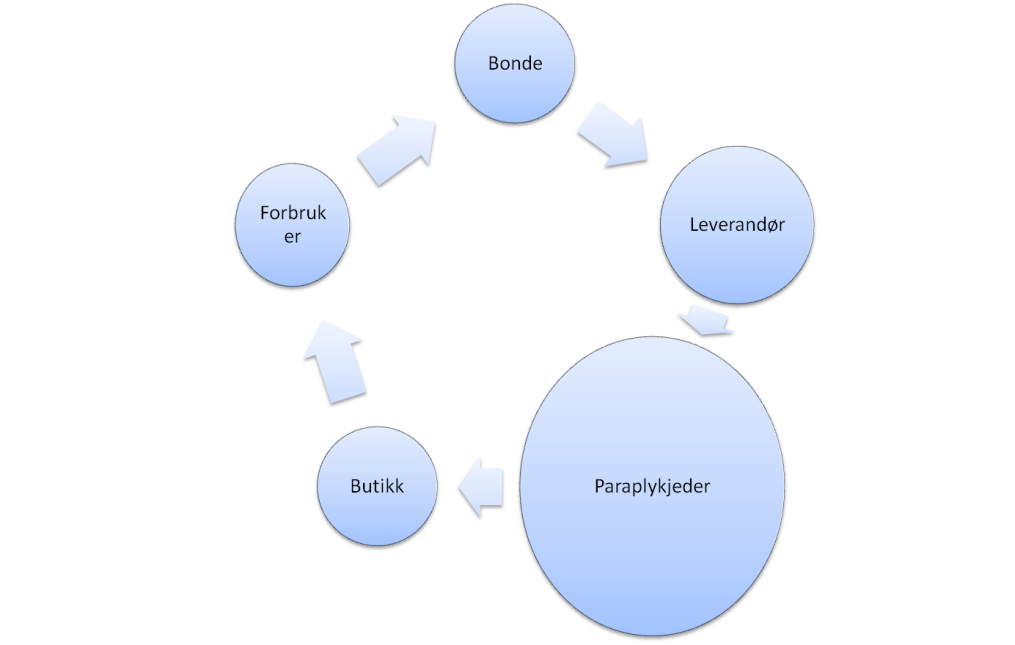 Bonde
Leverandør
Paraplykjeder
Butikk
Forbruk
er